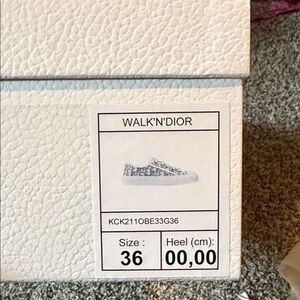 WALK'N'DIOR
KCK211OBE33G36
Size : Heel (cm):
36 00,00